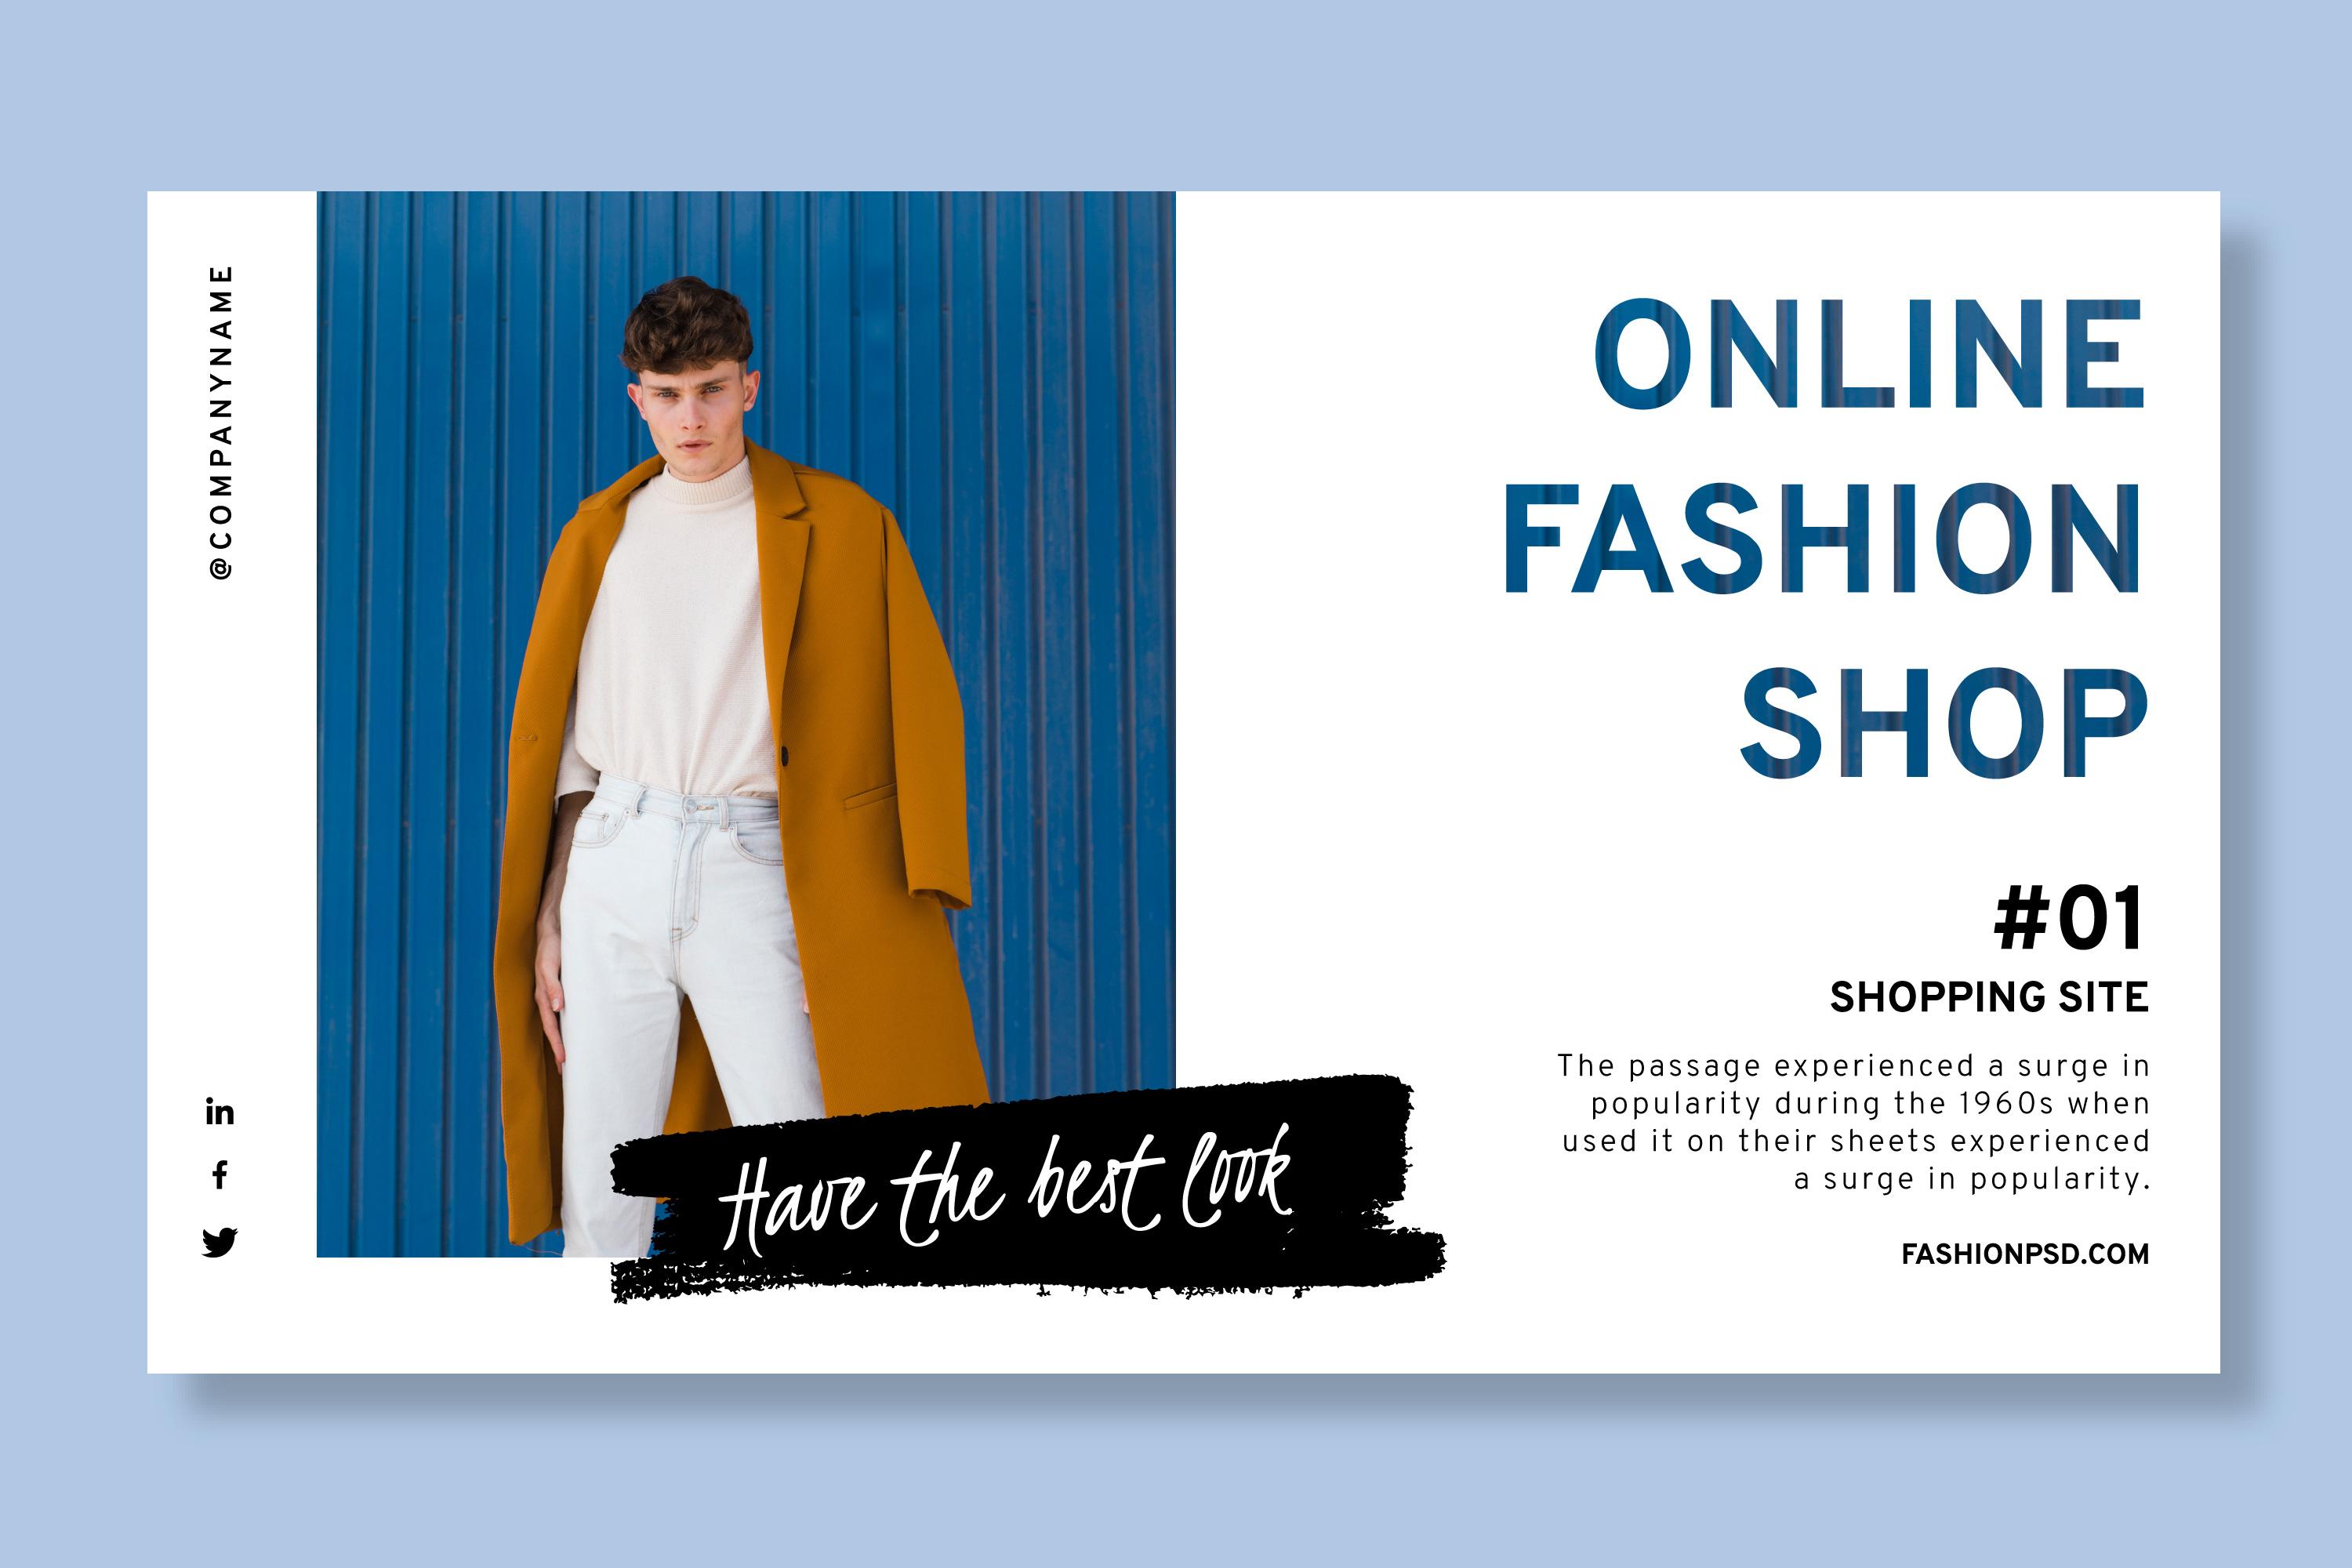 @COMPANYNAME
ONLINE
FASHION
SHOP
#01
SHOPPING SITE
The passage experienced a surge in
popularity during the 1960s when
used it on their sheets experienced
a surge in popularity.
FASHIONPSD.COM
Have the best look
in
f